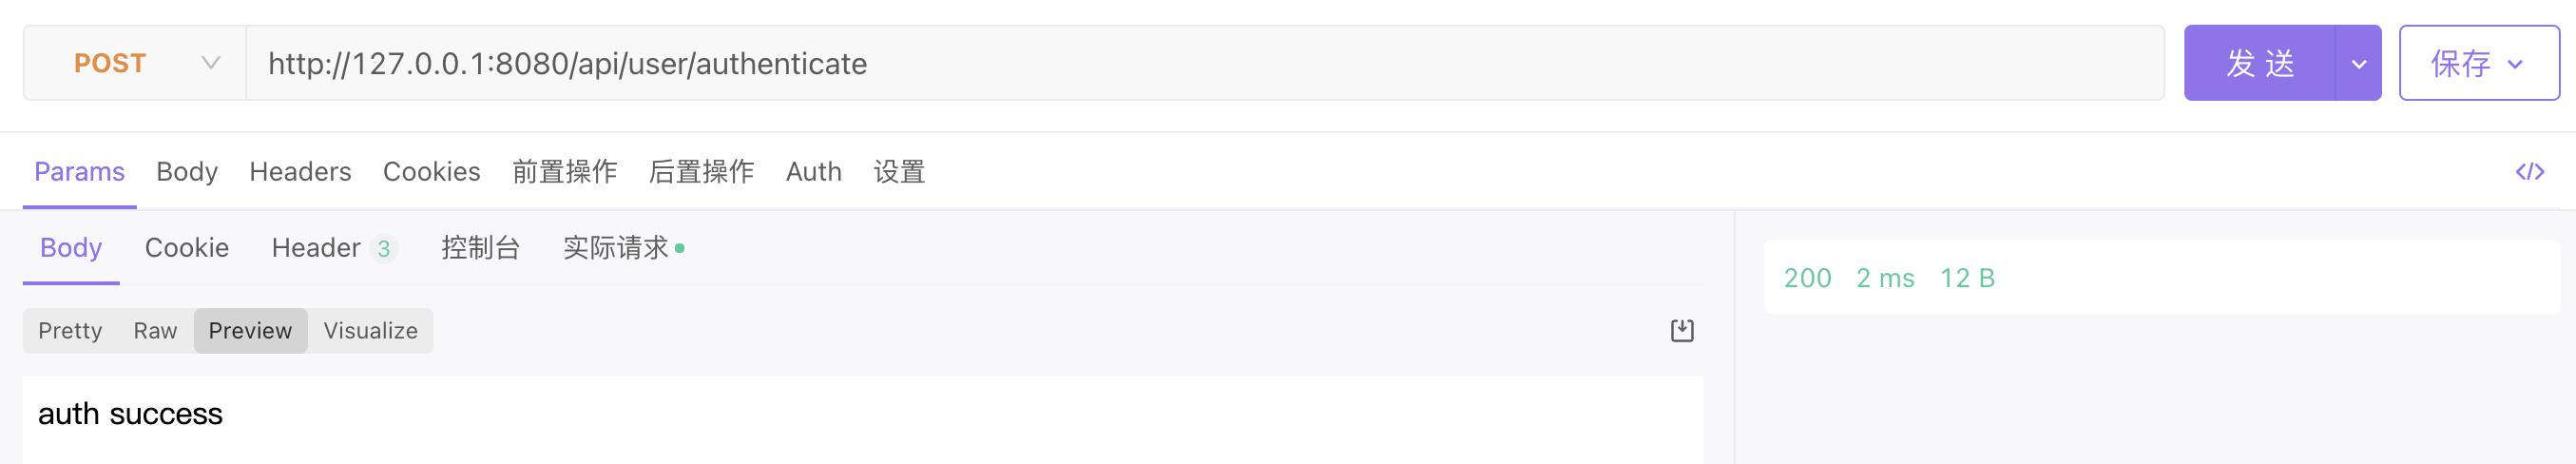 POST http://127.0.0.1:8080/api/user/authenticate 发 送 保存
Params Body Headers Cookies 前置操作 后置操作 Auth 设置 </>
Body Cookie Header 3 控制台 实际请求
200 2 ms 12 B
Pretty Raw Preview Visualize
auth success